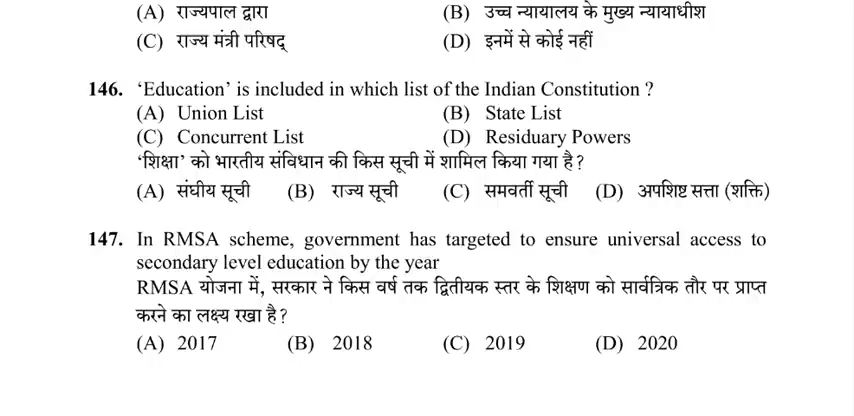 (A) राज्यपाल द्वारा (B) उच्च न्यायालय के मुख्य न्यायाधीश
(C) राज्य मंत्री परिषद् (D) इनमें से कोई नहीं
146. ‘Education’ is included in which list of the Indian Constitution ?
(A) Union List (B) State List
(C) Concurrent List (D) Residuary Powers
‘शिक्षा’ को भारतीय संविधान की किस सूची में शामिल किया गया है ?
(A) संघीय सूची (B) राज्य सूची (C) समवर्ती सूची (D) अपशिष्ट सत्ता (शक्ति)
147. In RMSA scheme, government has targeted to ensure universal access to
secondary level education by the year
RMSA योजना में, सरकार ने किस वर्ष तक द्वितीयक स्तर के शिक्षण को सार्वत्रिक तौर पर प्राप्त
करने का लक्ष्य रखा है ?
(A) 2017 (B) 2018 (C) 2019 (D) 2020